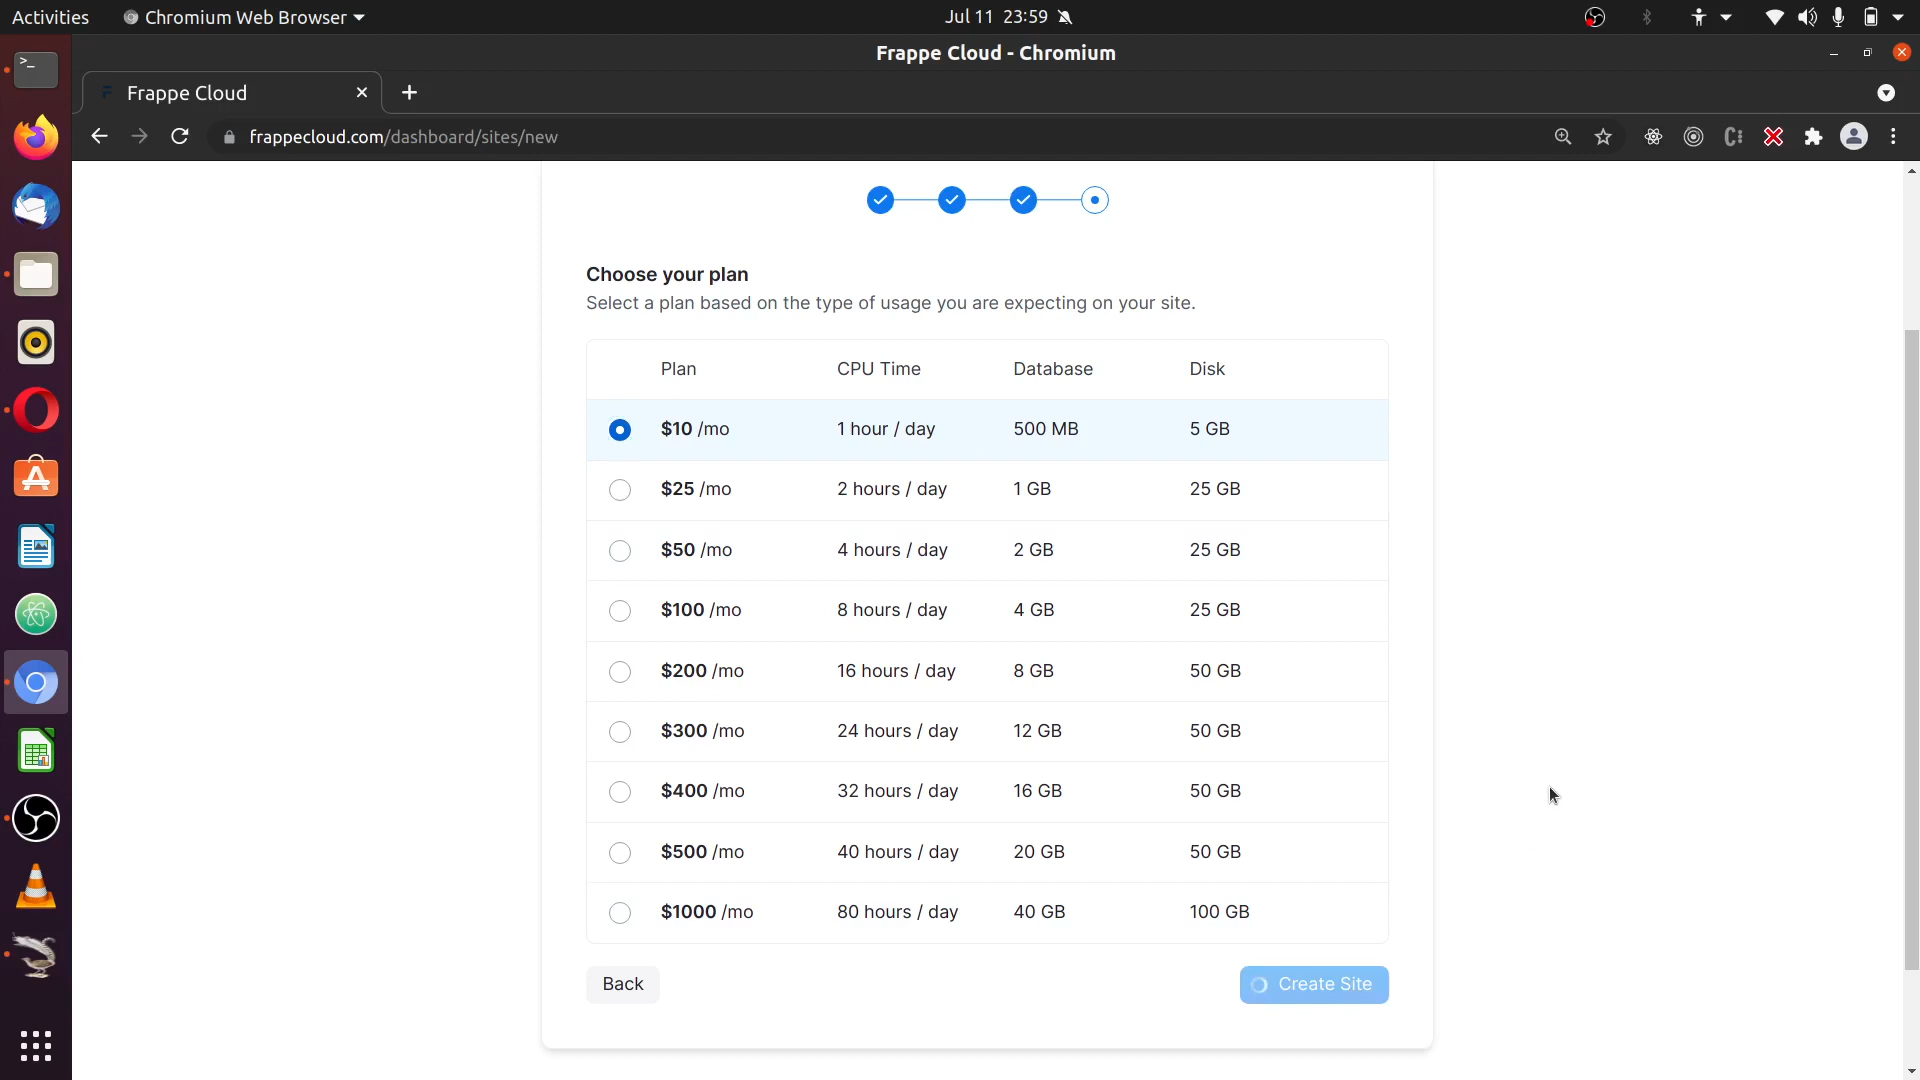 Activities Chromium Web Browser Jul 11 23:59
Frappe Cloud - Chromium
Frappe Cloud
frappecloud.com/dashboard/sites/new
Choose your plan
Select a plan based on the type of usage you are expecting on your site.
Plan CPU Time Database Disk
$10 /mo 1 hour / day 500 MB 5 GB
$25 /mo 2 hours / day 1 GB 25 GB
$50 /mo 4 hours / day 2 GB 25 GB
$100 /mo 8 hours / day 4 GB 25 GB
$200 /mo 16 hours / day 8 GB 50 GB
$300 /mo 24 hours / day 12 GB 50 GB
$400 /mo 32 hours / day 16 GB 50 GB
$500 /mo 40 hours / day 20 GB 50 GB
$1000 /mo 80 hours / day 40 GB 100 GB
Back Create Site